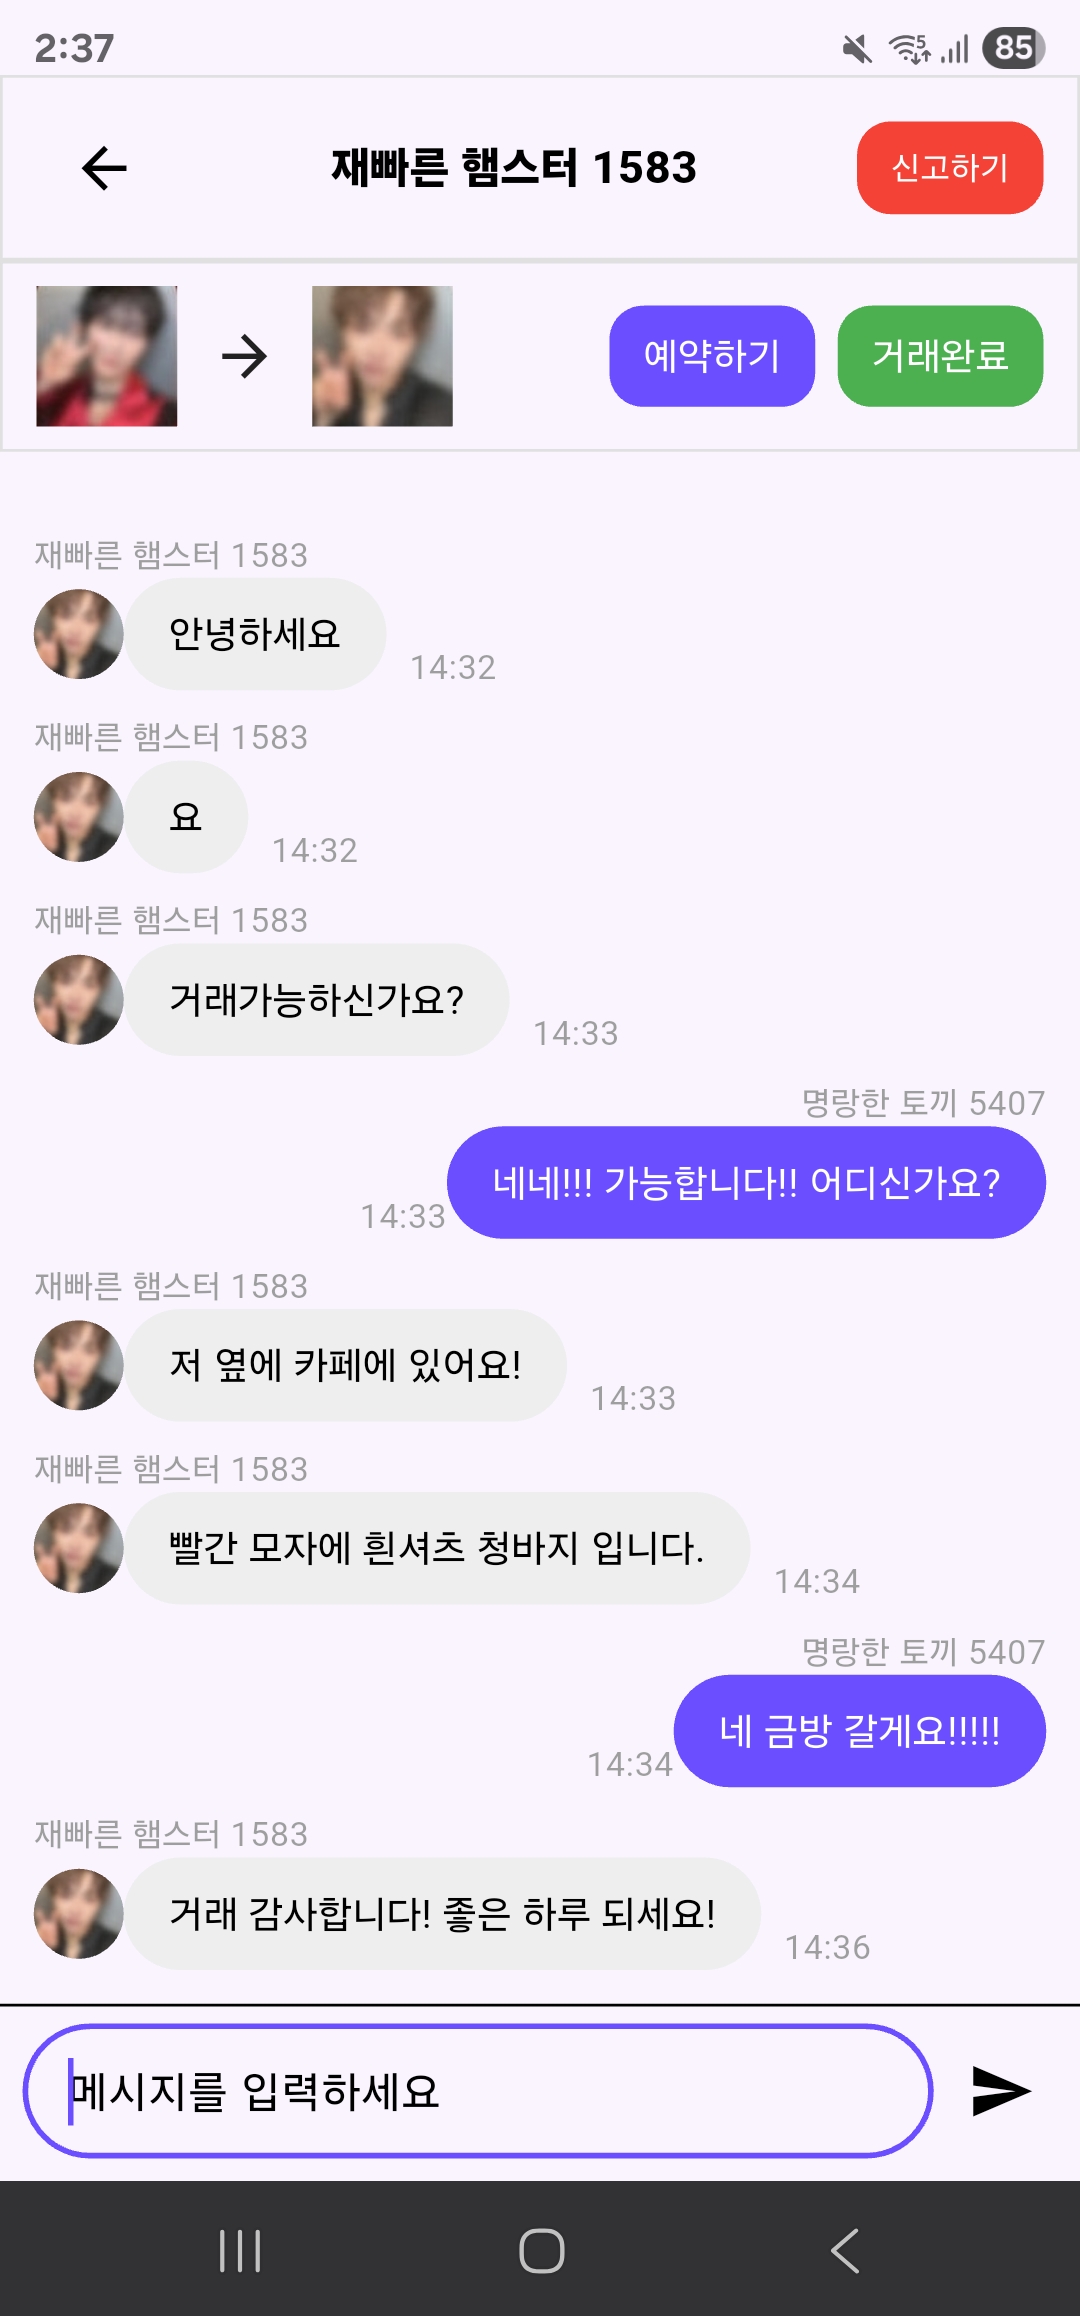 2:37
5
85
재빠른 햄스터 1583
신고하기
예약하기
거래완료
재빠른 햄스터 1583
안녕하세요
14:32
재빠른 햄스터 1583
요
14:32
재빠른 햄스터 1583
거래가능하신가요?
14:33
명랑한 토끼 5407
네네!!! 가능합니다!! 어디신가요?
14:33
재빠른 햄스터 1583
저 옆에 카페에 있어요!
14:33
재빠른 햄스터 1583
빨간 모자에 흰셔츠 청바지 입니다.
14:34
명랑한 토끼 5407
네 금방 갈게요!!!!!
14:34
재빠른 햄스터 1583
거래 감사합니다! 좋은 하루 되세요!
14:36
메시지를 입력하세요